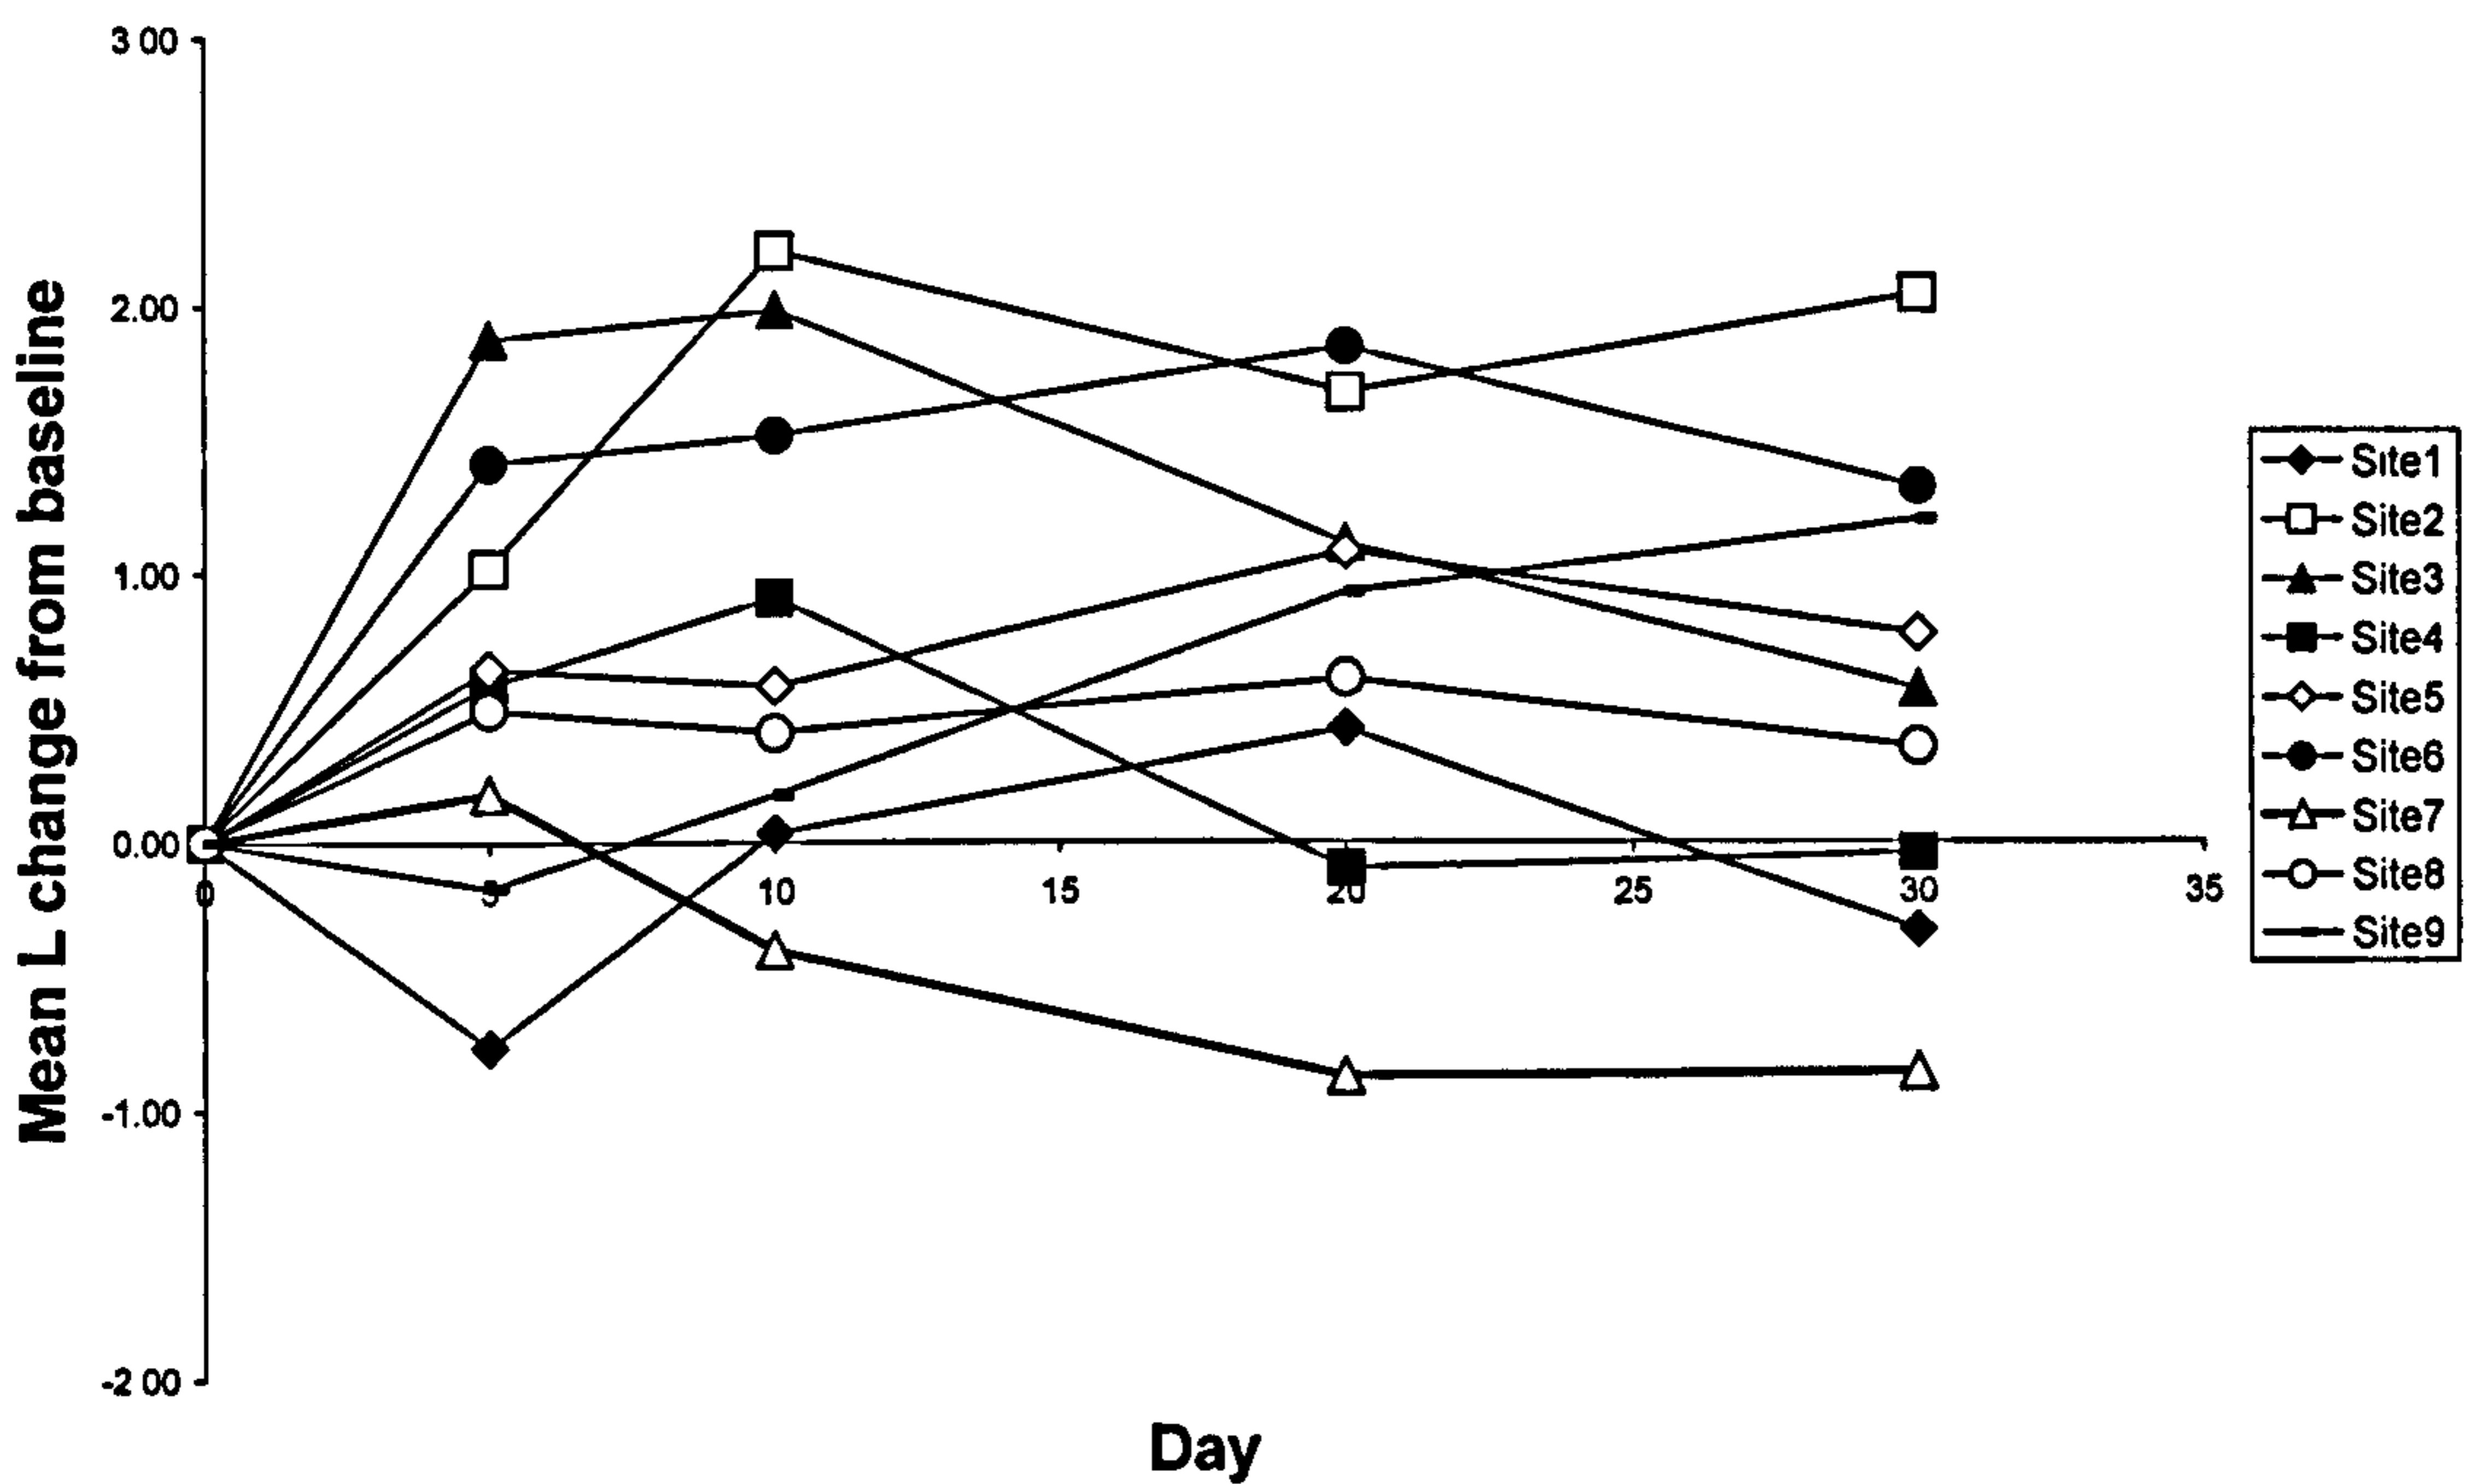 3 00
2.00
1.00
0.00
-1.00
-2 00
Mean L change from baseline
0
5
10
15
20
25
30
35
Day
Site1
Site2
Site3
Site4
Site5
Site6
Site7
Site8
Site9